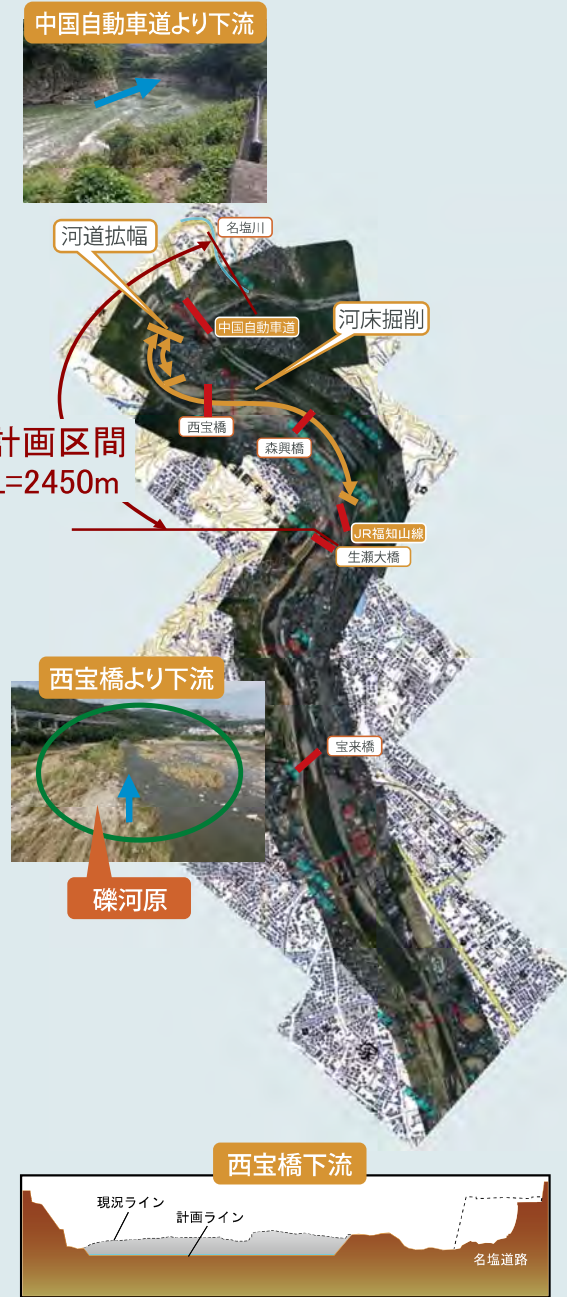 中国自動車道より下流
名塩川
河道拡幅
中国自動車道
河床掘削
西宝橋
森興橋
計画区間
L=2450m
JR福知山線
生瀬大橋
西宝橋より下流
宝来橋
礫河原
西宝橋下流
現況ライン
計画ライン
名塩道路